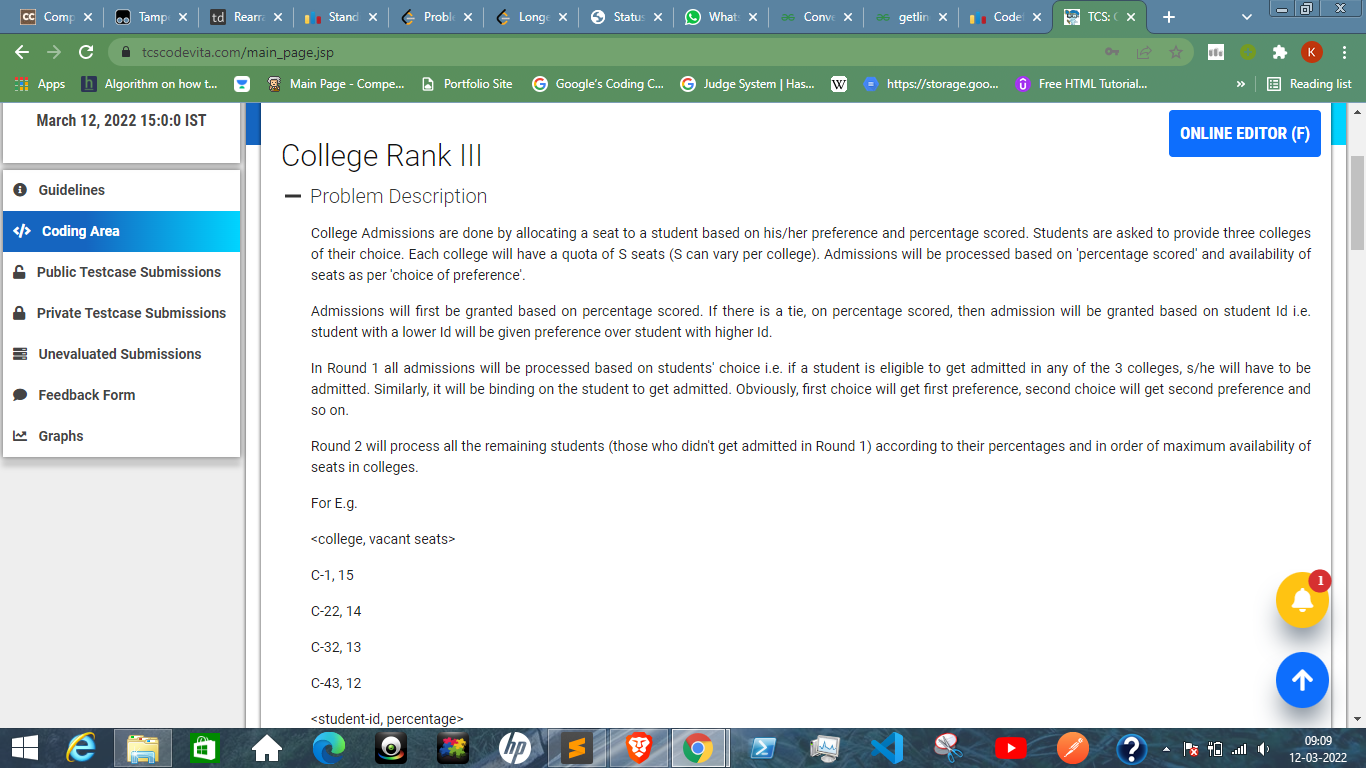 Comp
Tamp
Rearra
Stand
Proble
Longe
Status
Whats
Conve
getlin
Codef
TCS: C
tcscodevita.com/main_page.jsp
K
Apps
Algorithm on how t...
Main Page - Compe...
Portfolio Site
Google's Coding C...
Judge System | Has...
https://storage.goo...
Free HTML Tutorial...
»
Reading list
March 12, 2022 15:0:0 IST
Guidelines
Coding Area
Public Testcase Submissions
Private Testcase Submissions
Unevaluated Submissions
Feedback Form
Graphs
ONLINE EDITOR (F)
College Rank III
Problem Description
College Admissions are done by allocating a seat to a student based on his/her preference and percentage scored. Students are asked to provide three colleges
of their choice. Each college will have a quota of S seats (S can vary per college). Admissions will be processed based on 'percentage scored' and availability of
seats as per 'choice of preference'.
Admissions will first be granted based on percentage scored. If there is a tie, on percentage scored, then admission will be granted based on student Id i.e.
student with a lower Id will be given preference over student with higher Id.
In Round 1 all admissions will be processed based on students' choice i.e. if a student is eligible to get admitted in any of the 3 colleges, s/he will have to be
admitted. Similarly, it will be binding on the student to get admitted. Obviously, first choice will get first preference, second choice will get second preference and
so on.
Round 2 will process all the remaining students (those who didn't get admitted in Round 1) according to their percentages and in order of maximum availability of
seats in colleges.
For E.g.
<college, vacant seats>
C-1, 15
C-22, 14
C-32, 13
C-43, 12
<student-id, percentage>
1
09:09
12-03-2022